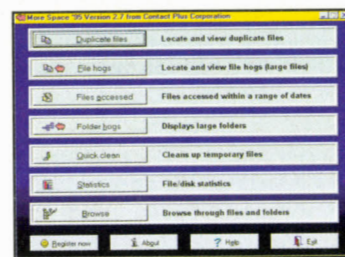 More Space '95 Version 2.7 from Contact Plus Corporation
Duplicate files Locate and view duplicate files
File hogs Locate and view file hogs (large files)
Files accessed Files accessed within a range of dates
Folder hogs Displays large folders
Quick clean Cleans up temporary files
Statistics File/disk statistics
Browse Browse through files and folders
Register now About Help Exit